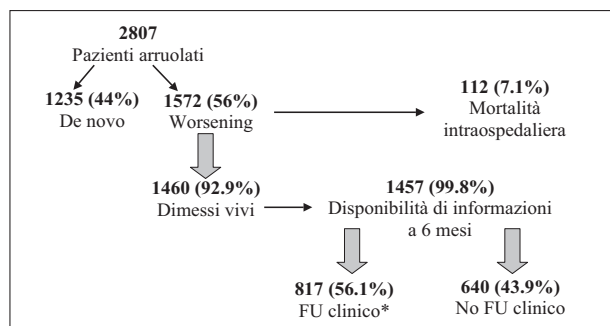 2807
Pazienti arruolati
1235 (44%)
De novo
1572 (56%)
Worsening
112 (7.1%)
Mortalità
intraospedaliera
1460 (92.9%)
Dimessi vivi
1457 (99.8%)
Disponibilità di informazioni
a 6 mesi
817 (56.1%)
FU clinico*
640 (43.9%)
No FU clinico